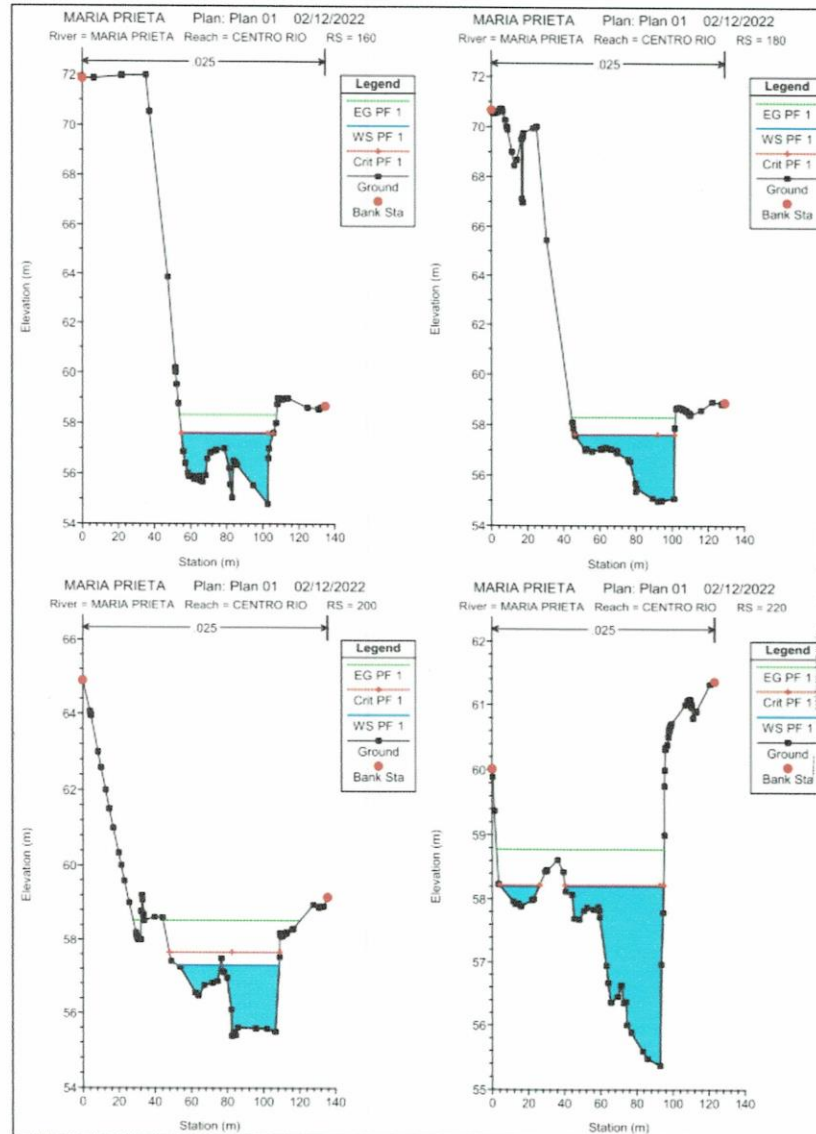 MARIA PRIETA Plan: Plan 01 02/12/2022
River = MARIA PRIETA Reach = CENTRO RIO RS = 160
.025
Legend
EG PF 1
WS PF 1
Crit PF 1
Ground
Bank Sta
72
70
68
66
64
62
60
58
56
54
Elevation (m)
0 20 40 60 80 100 120 140
Station (m)
MARIA PRIETA Plan: Plan 01 02/12/2022
River = MARIA PRIETA Reach = CENTRO RIO RS = 180
.025
Legend
EG PF 1
WS PF 1
Crit PF 1
Ground
Bank Sta
72
70
68
66
64
62
60
58
56
54
Elevation (m)
0 20 40 60 80 100 120 140
Station (m)
MARIA PRIETA Plan: Plan 01 02/12/2022
River = MARIA PRIETA Reach = CENTRO RIO RS = 200
.025
Legend
EG PF 1
Crit PF 1
WS PF 1
Ground
Bank Sta
66
64
62
60
58
56
54
Elevation (m)
0 20 40 60 80 100 120 140
Station (m)
MARIA PRIETA Plan: Plan 01 02/12/2022
River = MARIA PRIETA Reach = CENTRO RIO RS = 220
.025
Legend
EG PF 1
Crit PF 1
WS PF 1
Ground
Bank Sta
62
61
60
59
58
57
56
55
Elevation (m)
0 20 40 60 80 100 120 140
Station (m)